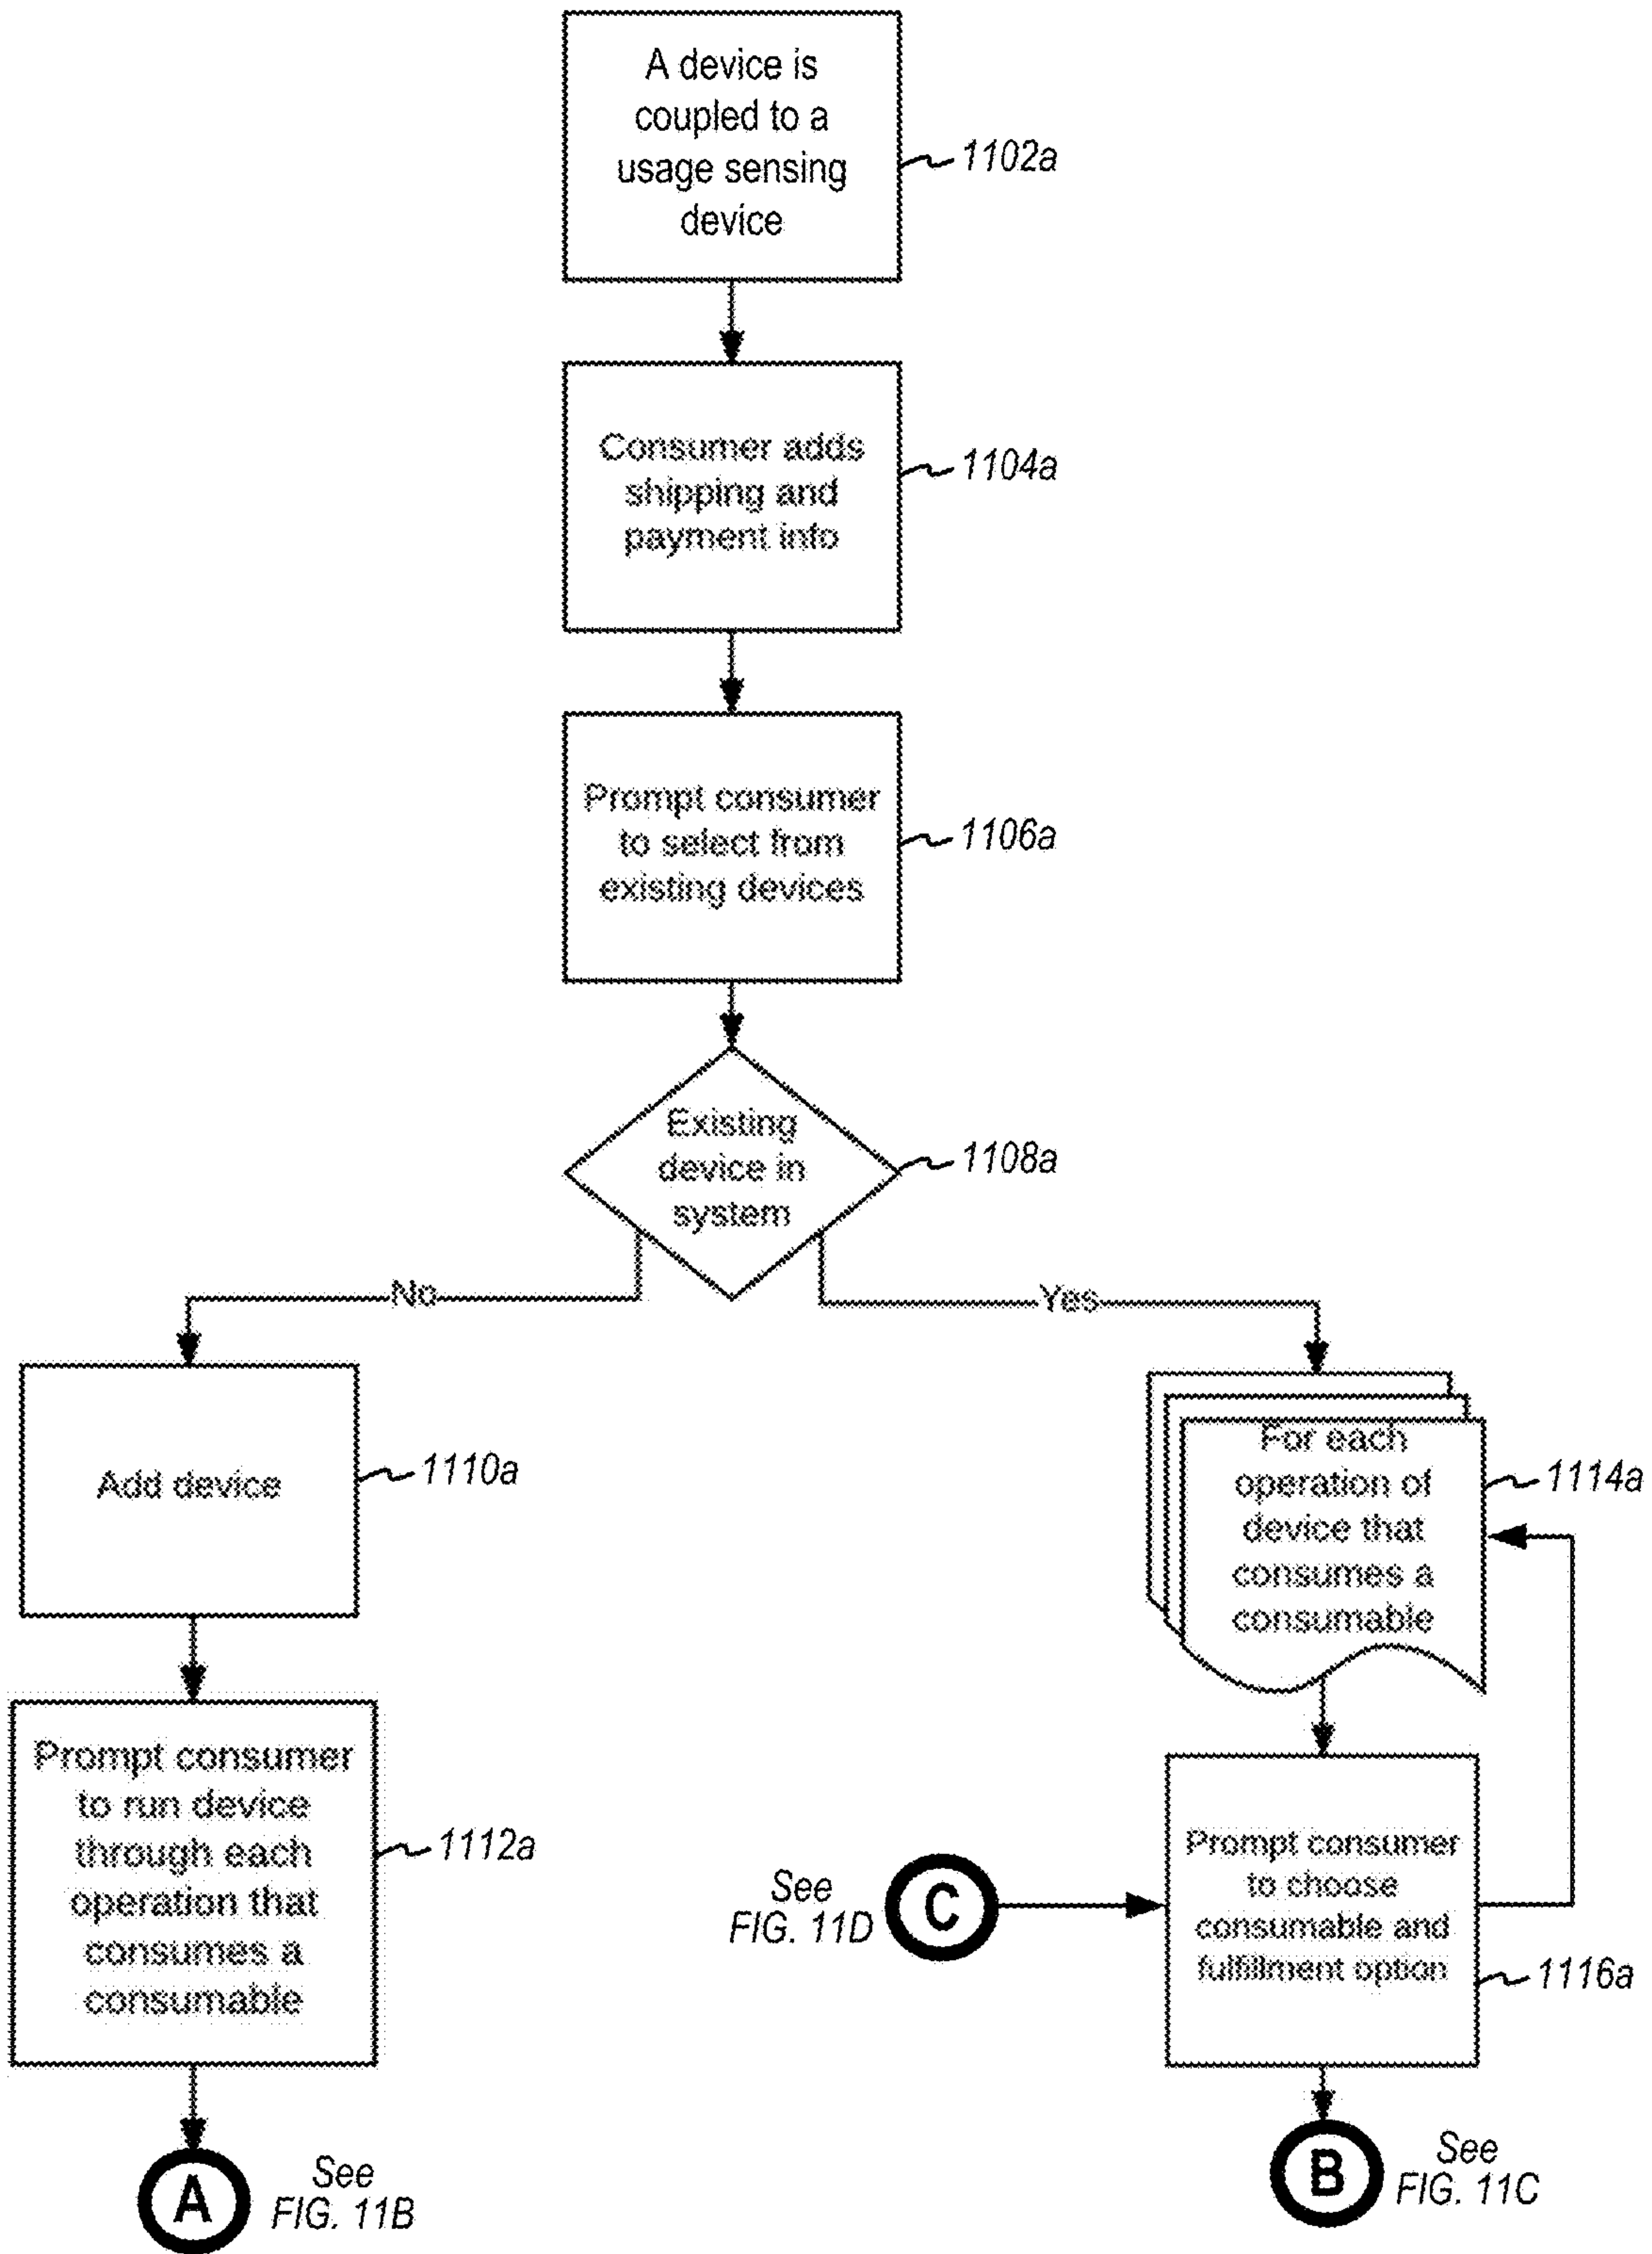 A device is
coupled to a
usage sensing
device
1102a
Consumer adds
shipping and
payment info
1104a
Prompt consumer
to select from
existing devices
1106a
Existing
device in
system
1108a
No
Yes
Add device
1110a
For each
operation of
device that
consumes a
consumable
1114a
Prompt consumer
to run device
through each
operation that
consumes a
consumable
1112a
See
FIG. 11D
C
Prompt consumer
to choose
consumable and
fulfillment option
1116a
A
See
FIG. 11B
B
See
FIG. 11C